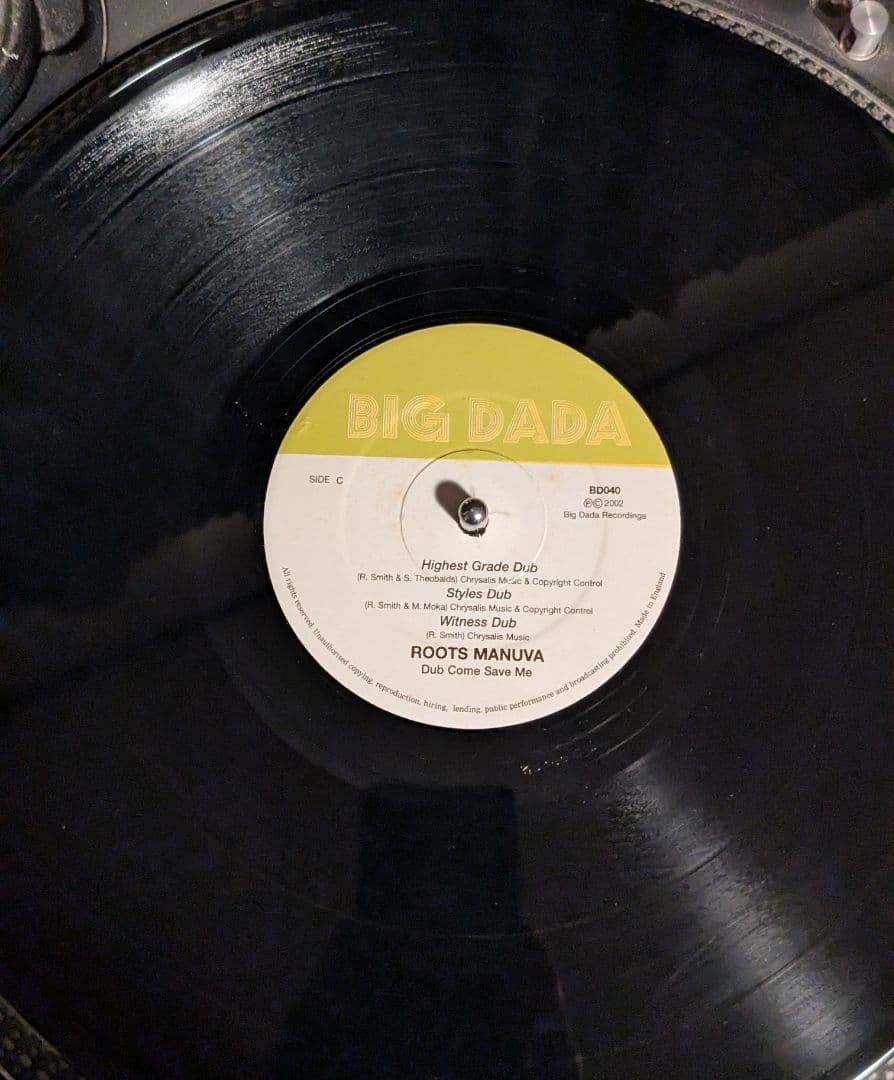 BIG DADA
SIDE C
BD040
℗© 2002
Big Dada Recordings
Highest Grade Dub
(R. Smith & S. Theobalds) Chrysalis Music & Copyright Control
Styles Dub
(R. Smith & M. Moka) Chrysalis Music & Copyright Control
Witness Dub
(R. Smith) Chrysalis Music
ROOTS MANUVA
Dub Come Save Me
All rights reserved. Unauthorised copying, reproduction, hiring, lending, public performance and broadcasting prohibited. Made in England